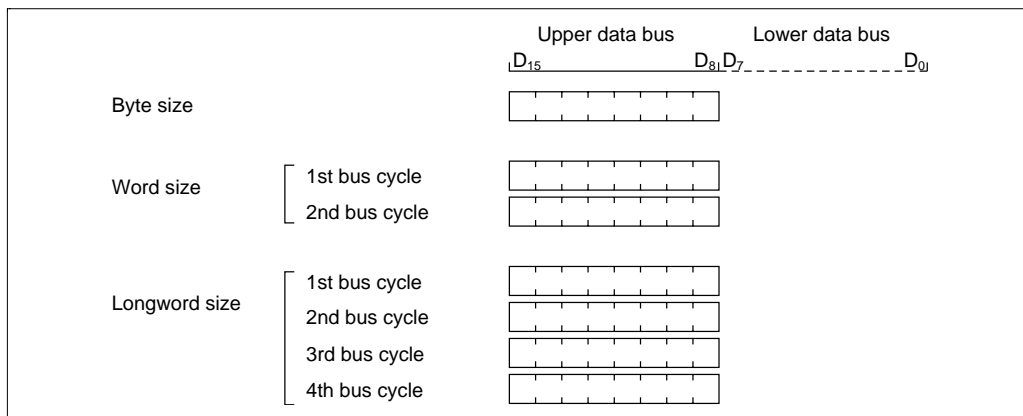 Upper data bus Lower data bus
D₁₅ D₈ D₇ D₀
Byte size
Word size
1st bus cycle
2nd bus cycle
Longword size
1st bus cycle
2nd bus cycle
3rd bus cycle
4th bus cycle